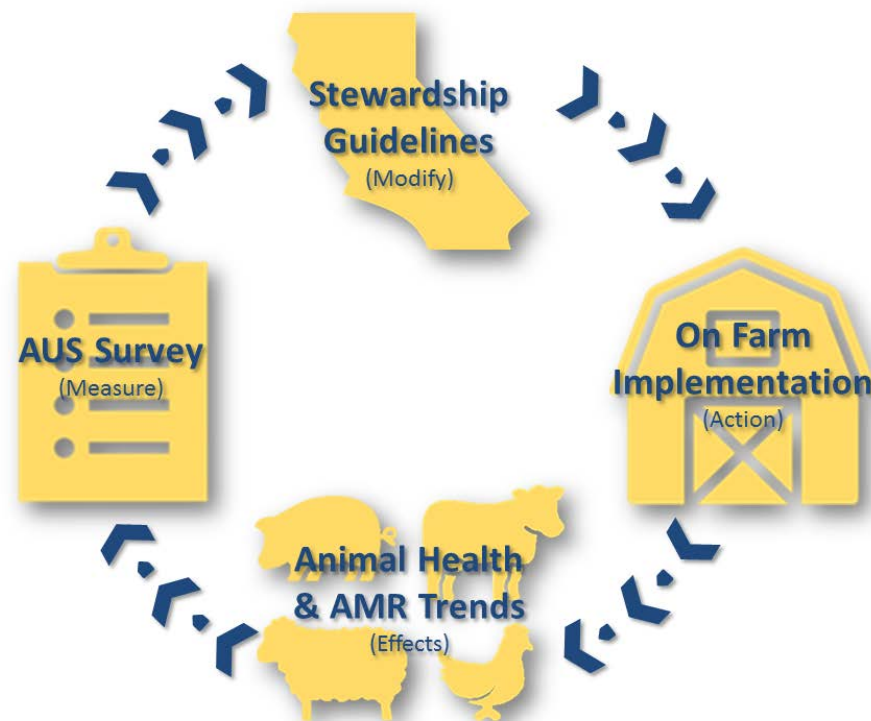 Stewardship
Guidelines
(Modify)
On Farm
Implementation
(Action)
Animal Health
& AMR Trends
(Effects)
AUS Survey
(Measure)